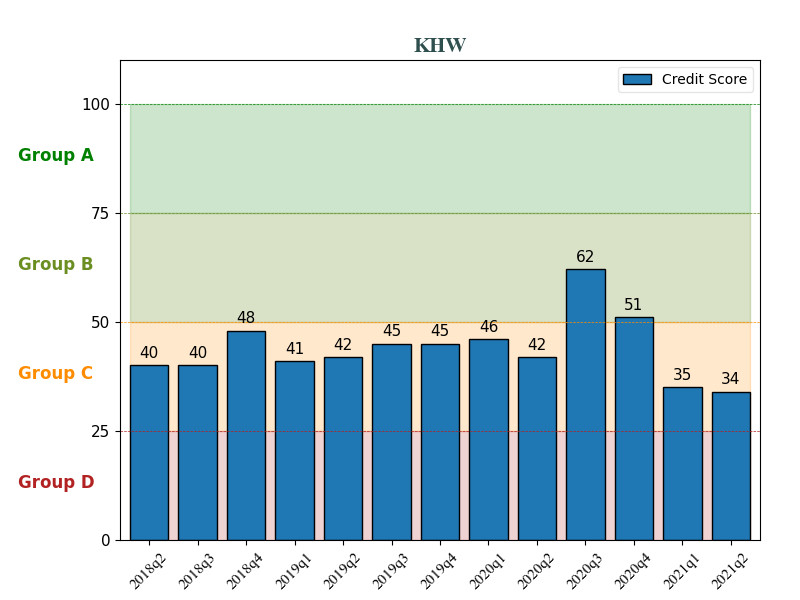 KHW
Credit Score
100
Group A
75
Group B
62
51
50
48
46
45
45
42
42
41
40
40
Group C
35
34
25
Group D
0
2018q2
2018q3
2018q4
2019q1
2019q2
2019q3
2019q4
2020q1
2020q2
2020q3
2020q4
2021q1
2021q2